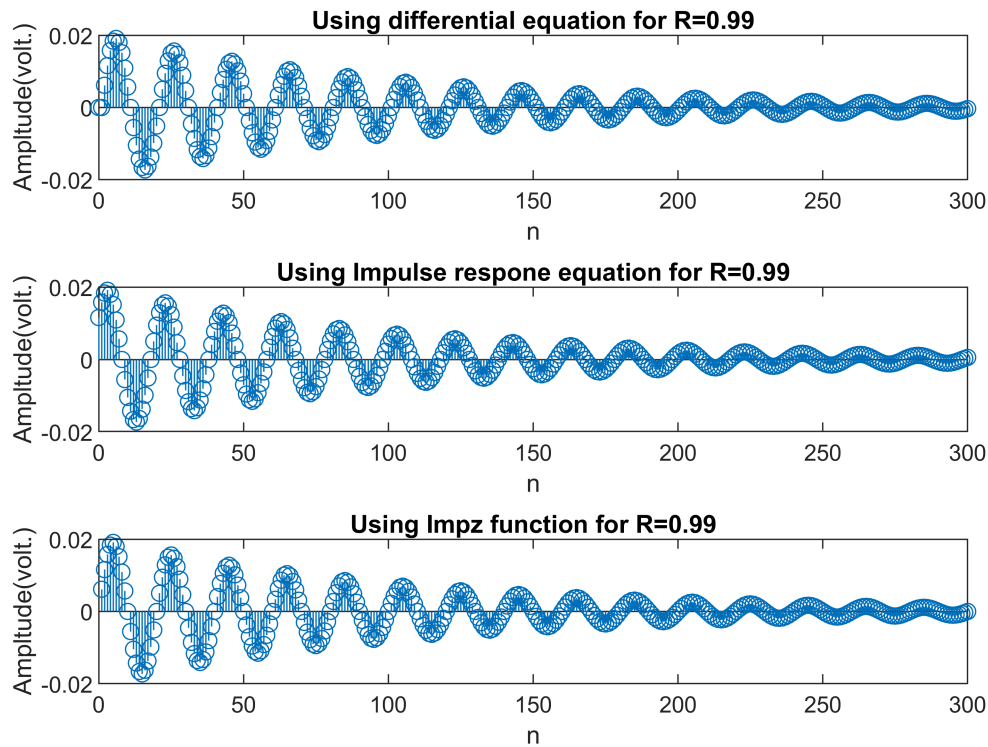 Using differential equation for R=0.99
Ampltude(volt.)
0.02
0
-0.02
0 50 100 150 200 250 300
n
Using Impulse respone equation for R=0.99
Ampltude(volt.)
0.02
0
-0.02
0 50 100 150 200 250 300
n
Using Impz function for R=0.99
Ampltude(volt.)
0.02
0
-0.02
0 50 100 150 200 250 300
n